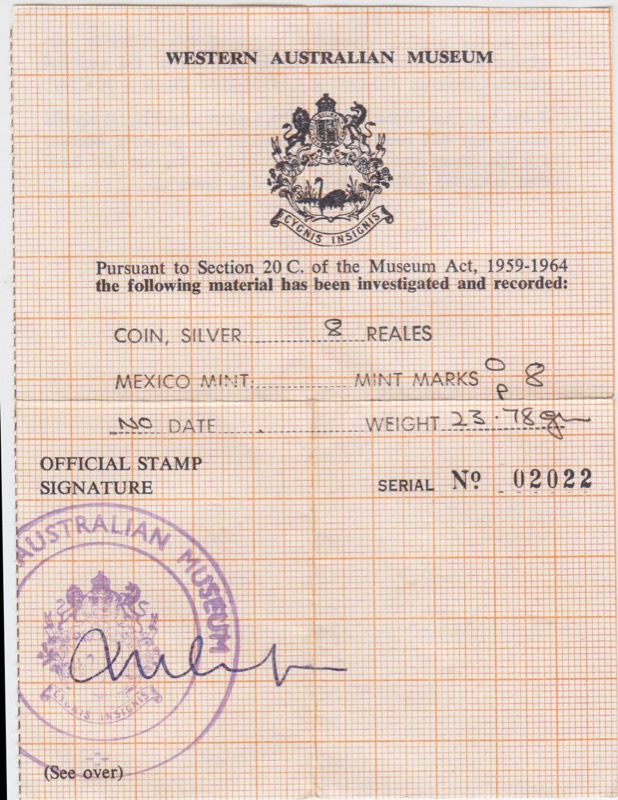 WESTERN AUSTRALIAN MUSEUM
CYGNIS INSIGNIS
Pursuant to Section 20 C. of the Museum Act, 1959-1964
the following material has been investigated and recorded:
COIN, SILVER 8 REALES
MEXICO MINT: MINT MARKS O P 8
NO DATE . WEIGHT 23.78gm
OFFICIAL STAMP
SIGNATURE
SERIAL No 02022
AUSTRALIAN MUSEUM
CYGNIS INSIGNIS
(See over)